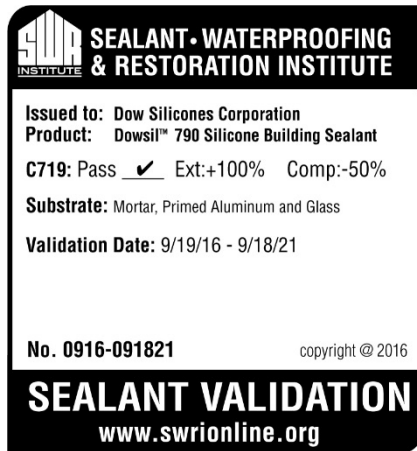 SWR
INSTITUTE
SEALANT • WATERPROOFING
& RESTORATION INSTITUTE
Issued to: Dow Silicones Corporation
Product: Dowsil™ 790 Silicone Building Sealant
C719: Pass ✔ Ext:+100% Comp:-50%
Substrate: Mortar, Primed Aluminum and Glass
Validation Date: 9/19/16 - 9/18/21
No. 0916-091821 copyright @ 2016
SEALANT VALIDATION
www.swrionline.org